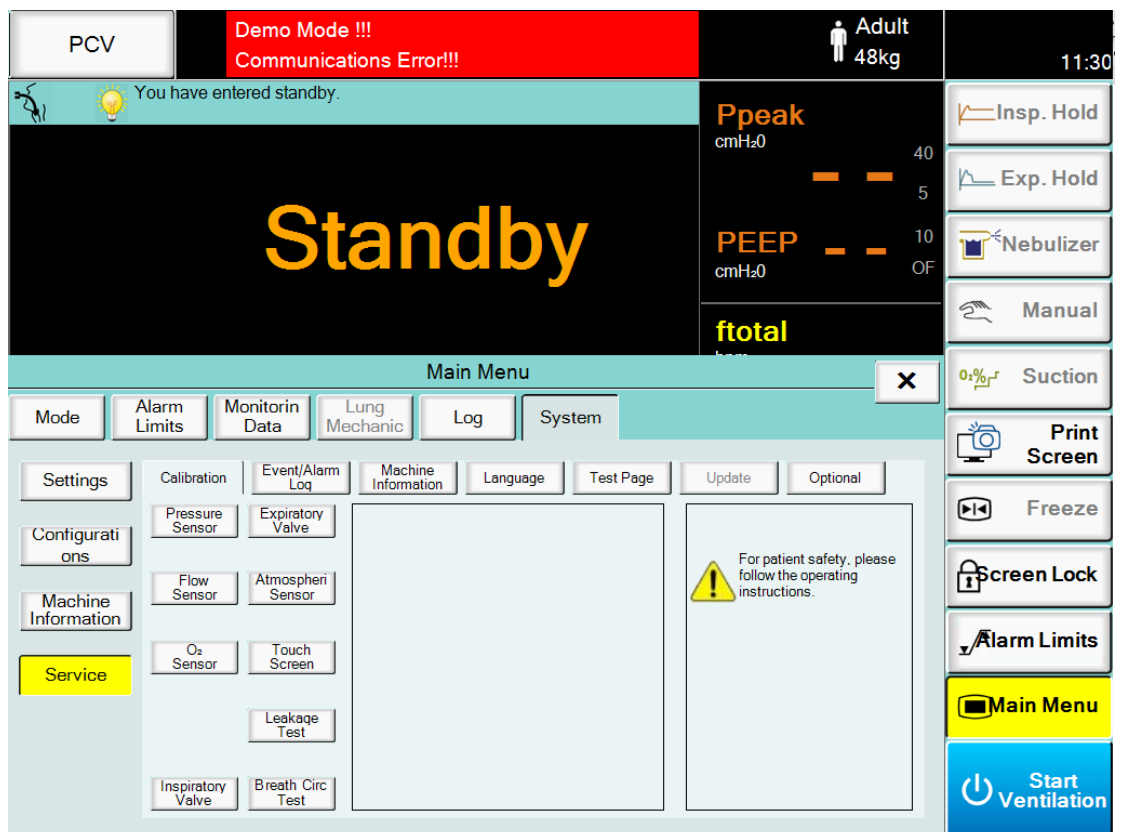 PCV
Demo Mode !!!
Communications Error!!!
Adult
48kg
11:30
You have entered standby.
Standby
Ppeak
cmH₂0
40
5
PEEP
cmH₂0
10
OF
ftotal
Insp. Hold
Exp. Hold
Nebulizer
Manual
O₂%
Suction
Print
Screen
Freeze
Screen Lock
Alarm Limits
Main Menu
Start
Ventilation
Main Menu
Mode
Alarm
Limits
Monitorin
Data
Lung
Mechanic
Log
System
Settings
Configurati
ons
Machine
Information
Service
Calibration
Event/Alarm
Log
Machine
Information
Language
Test Page
Update
Optional
Pressure
Sensor
Expiratory
Valve
Flow
Sensor
Atmospheri
Sensor
O₂
Sensor
Touch
Screen
Leakage
Test
Inspiratory
Valve
Breath Circ
Test
For patient safety, please
follow the operating
instructions.